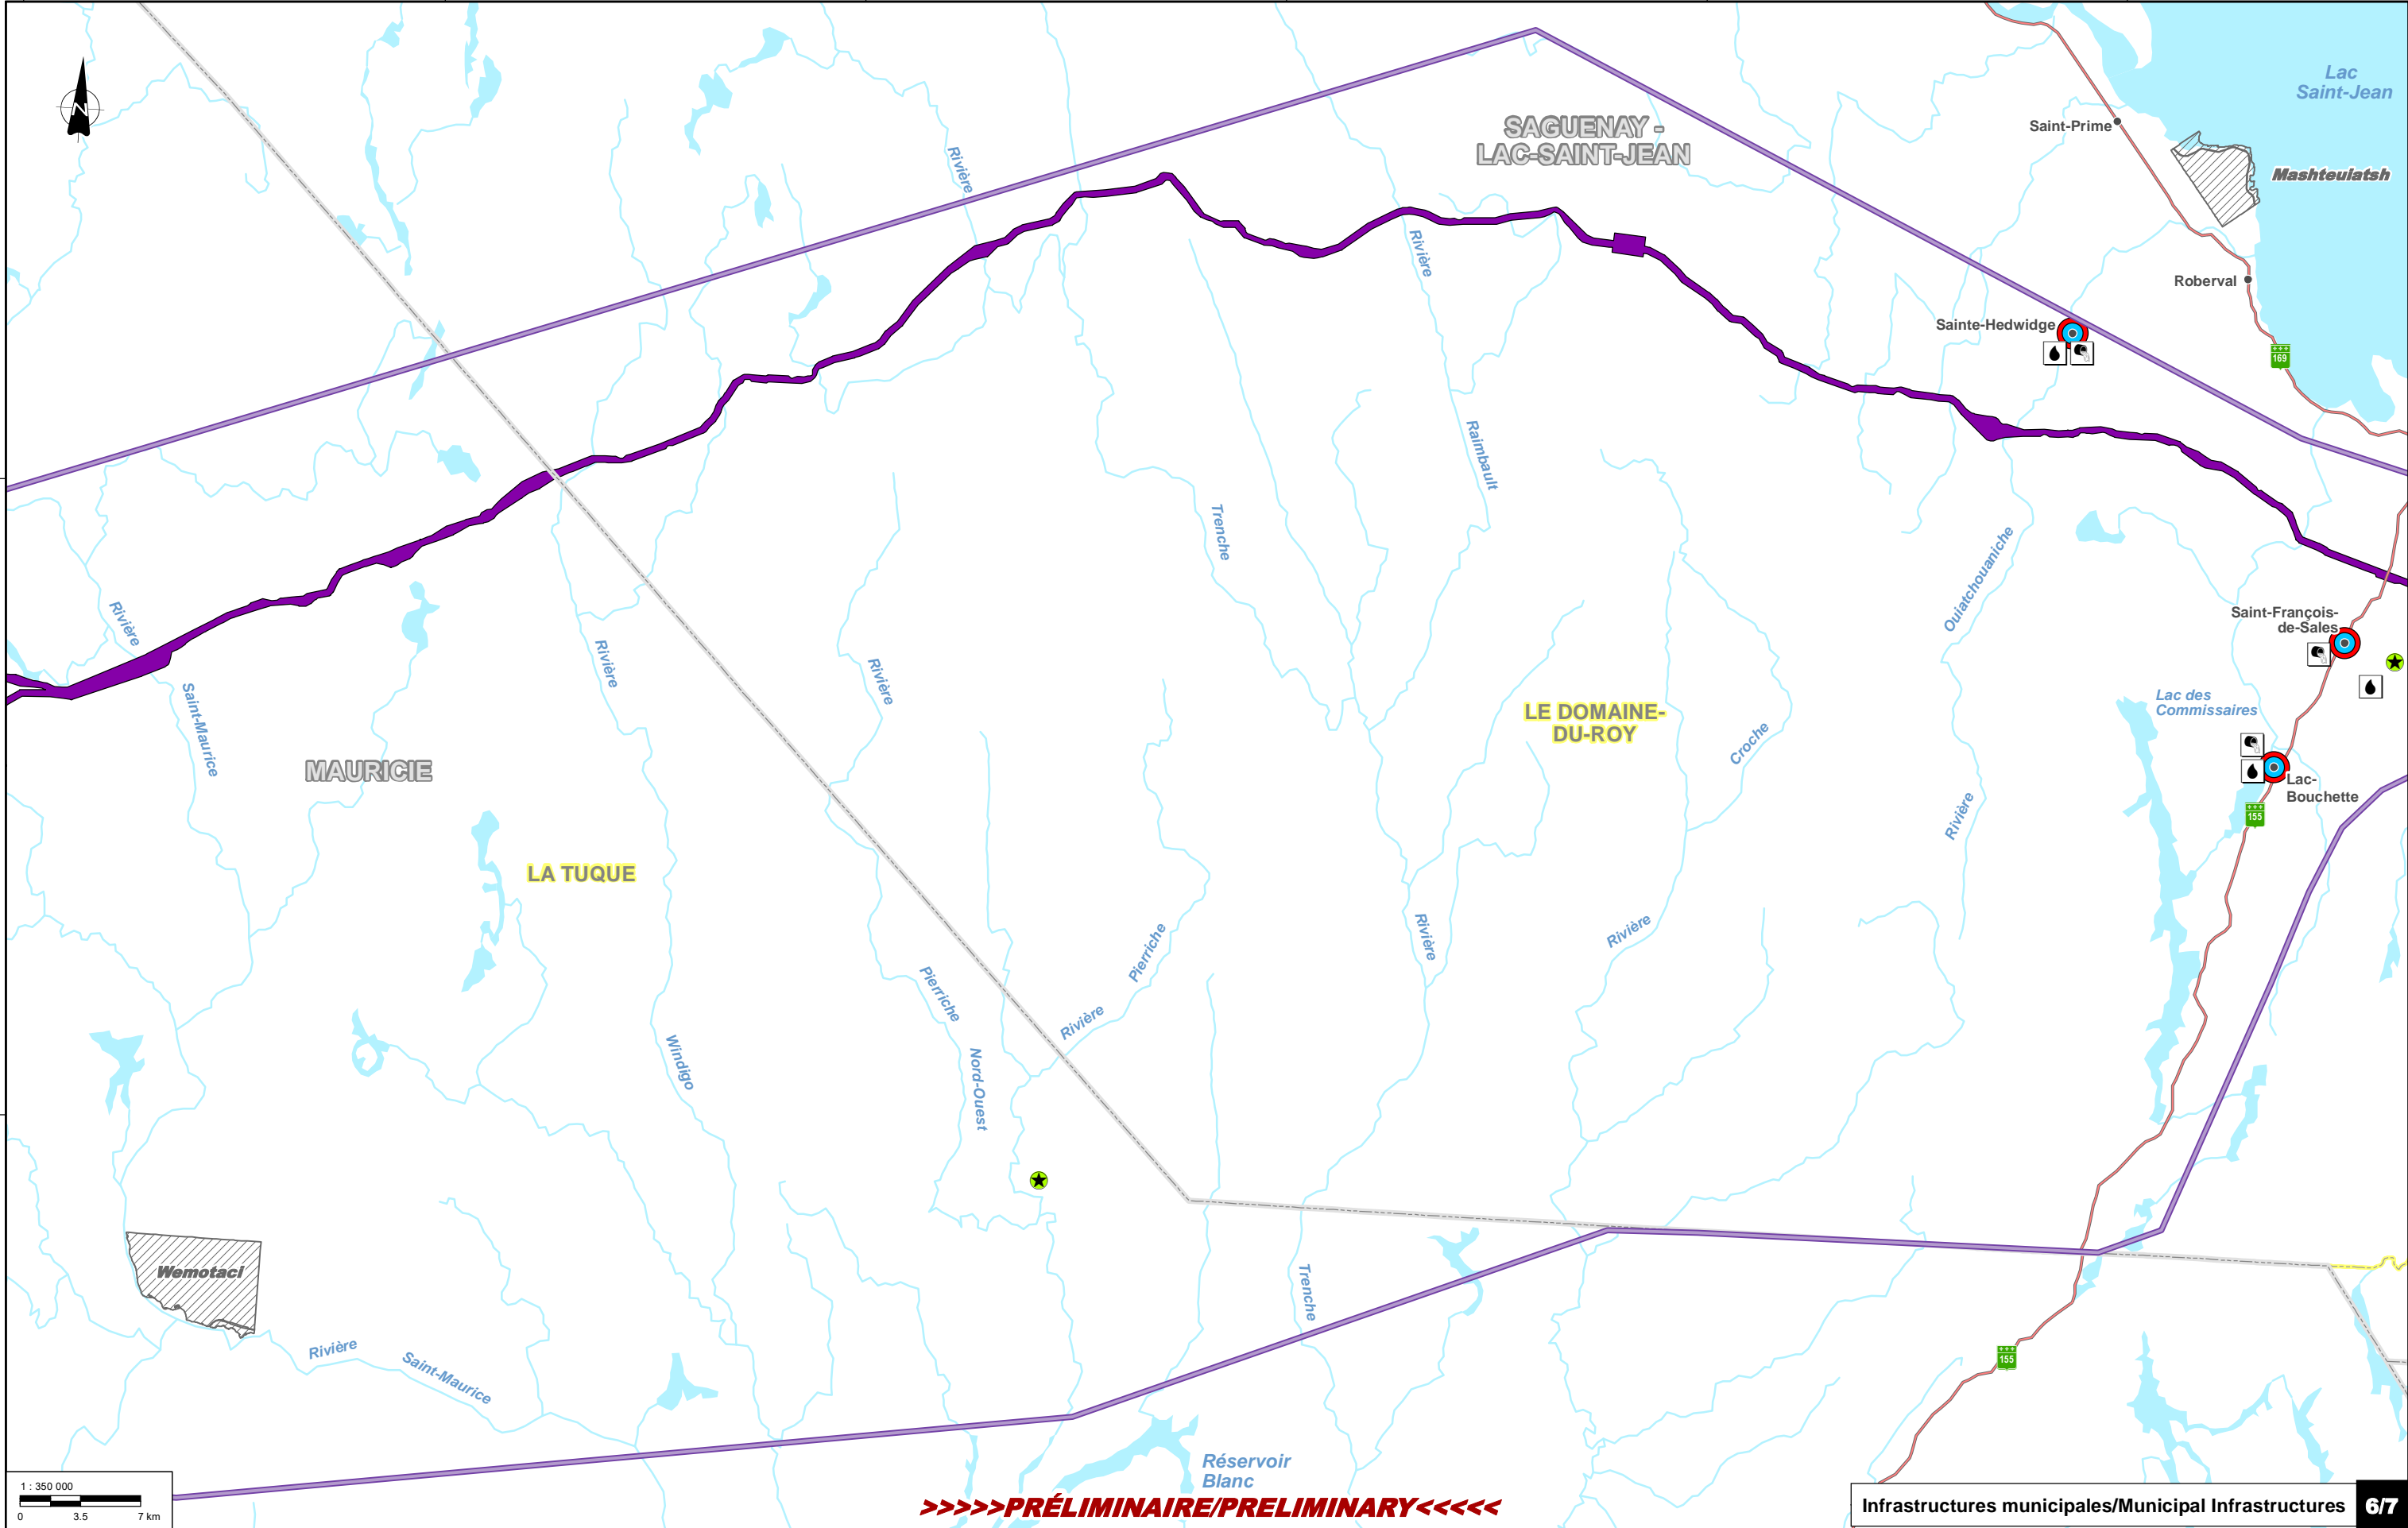 N
Lac
Saint-Jean
SAGUENAY -
LAC-SAINT-JEAN
Saint-Prime
Mashteuiatsh
Rivière
Rivière
Roberval
Sainte-Hedwidge
169
Raimbault
Trenche
Ouiatchouaniche
Rivière
Saint-Maurice
Rivière
Rivière
Saint-François-
de-Sales
Lac des
Commissaires
LE DOMAINE-
DU-ROY
Croche
MAURICIE
Lac-
Bouchette
155
Rivière
LA TUQUE
Pierriche
Rivière
Rivière
Rivière
Pierriche
Nord-Ouest
Windigo
Wemotaci
Trenche
Rivière
Saint-Maurice
155
Réservoir
Blanc
1 : 350 000
0 3.5 7 km
>>>>>PRÉLIMINAIRE/PRELIMINARY<<<<<
Infrastructures municipales/Municipal Infrastructures 6/7